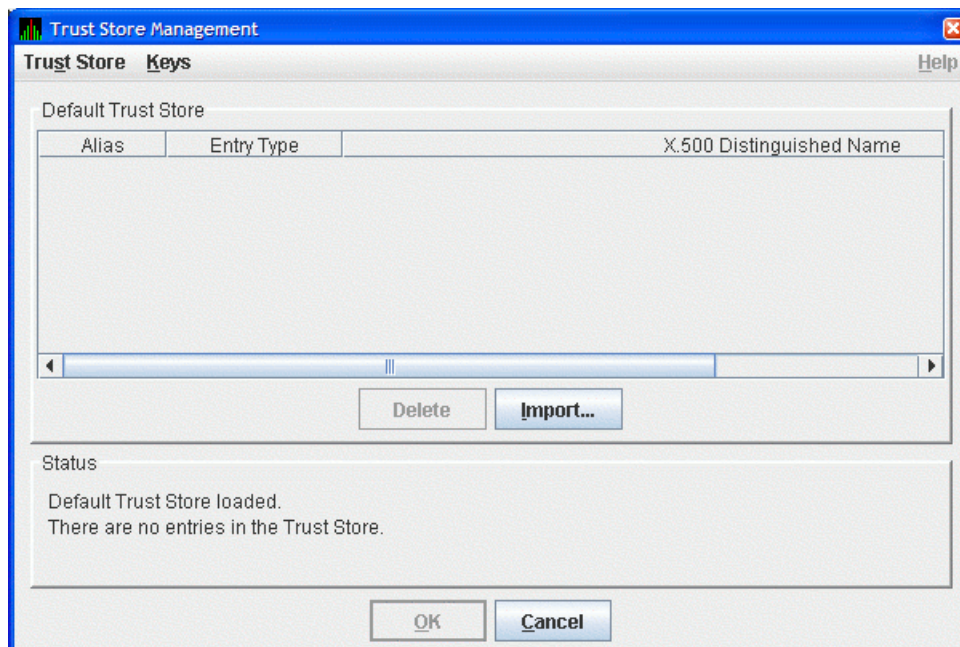 Trust Store Management
Trust Store Keys Help
Default Trust Store
Alias Entry Type X.500 Distinguished Name
Delete Import...
Status
Default Trust Store loaded.
There are no entries in the Trust Store.
OK Cancel